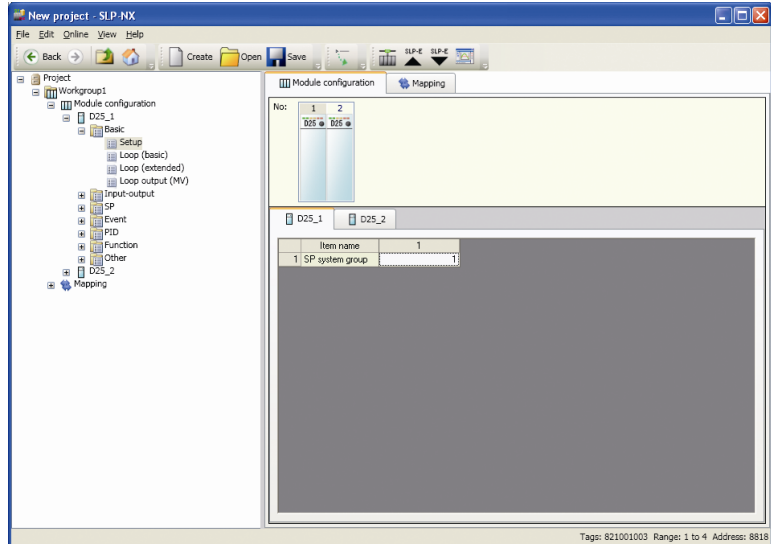 New project - SLP-NX
File Edit Online View Help
Back Create Open Save SLP-E SLP-E
Project
Workgroup1
Module configuration
D25_1
Basic
Setup
Loop (basic)
Loop (extended)
Loop output (MV)
Input-output
SP
Event
PID
Function
Other
D25_2
Mapping
Module configuration Mapping
No: 1 2
D25 D25
D25_1 D25_2
Item name 1
1 SP system group 1
Tags: 821001003 Range: 1 to 4 Address: 8818